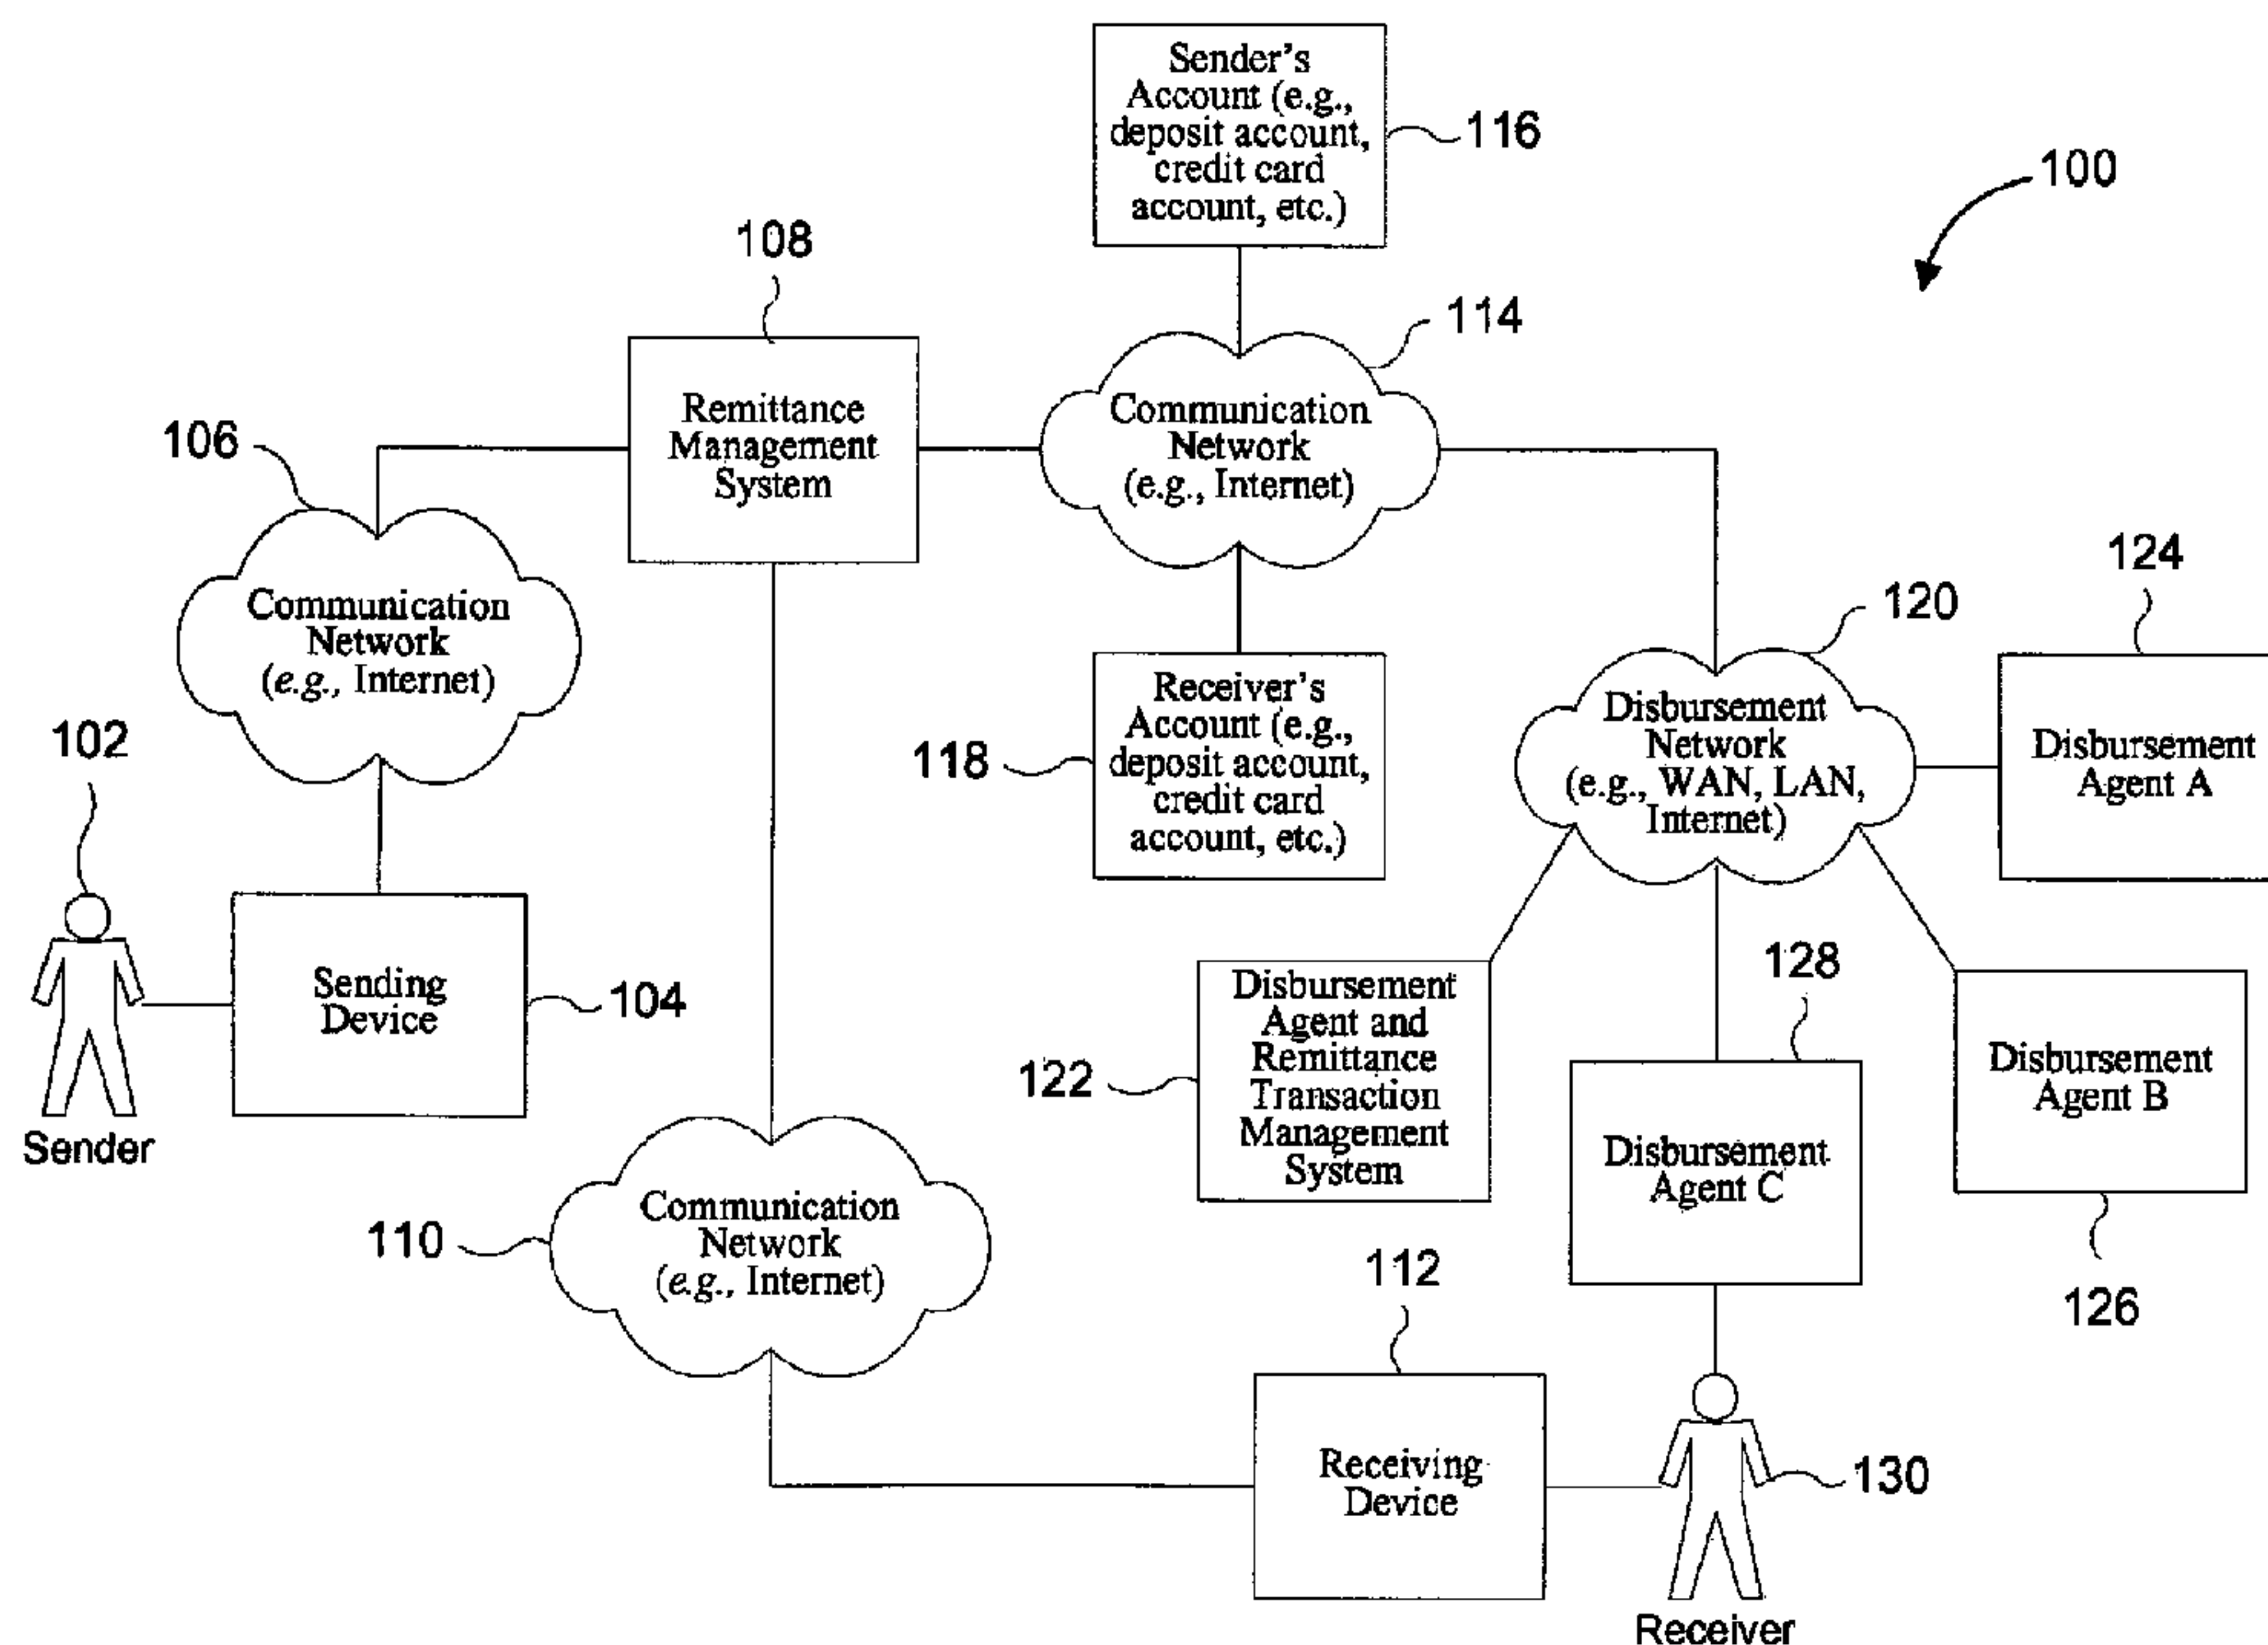 Sender's
Account (e.g.,
deposit account,
credit card
account, etc.)
116
100
108
114
Remittance
Management
System
Communication
Network
(e.g., Internet)
106
Communication
Network
(e.g., Internet)
124
120
Receiver's
Account (e.g.,
deposit account,
credit card
account, etc.)
118
Disbursement
Network
(e.g., WAN, LAN,
Internet)
Disbursement
Agent A
102
Sending
Device
104
Sender
128
Disbursement
Agent and
Remittance
Transaction
Management
System
122
Disbursement
Agent C
Disbursement
Agent B
126
Communication
Network
(e.g., Internet)
110
112
Receiving
Device
130
Receiver